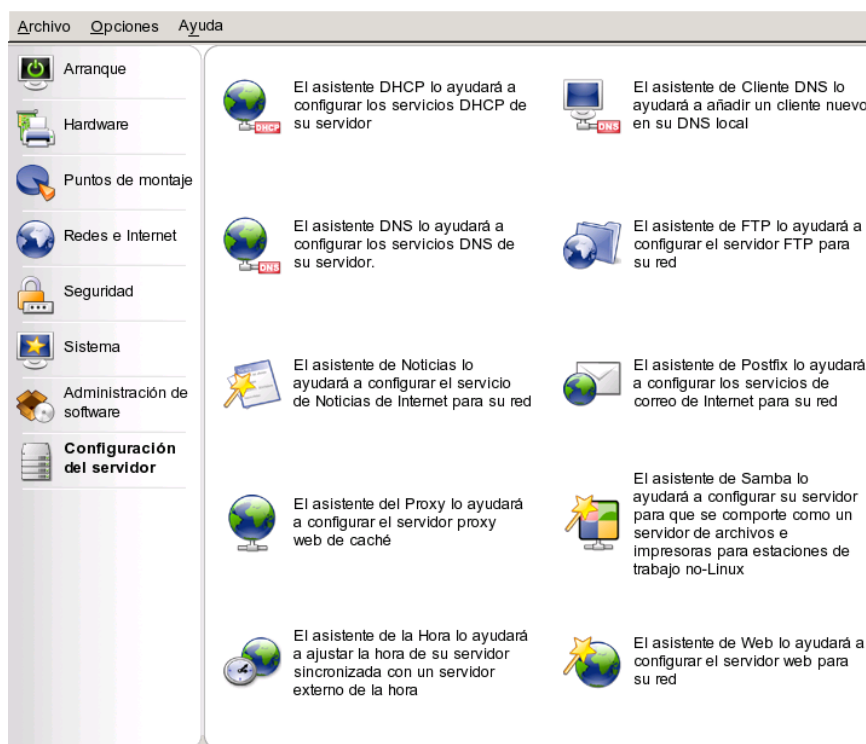 Archivo Opciones Ayuda
Arranque
Hardware
Puntos de montaje
Redes e Internet
Seguridad
Sistema
Administración de
software
Configuración
del servidor
El asistente DHCP lo ayudará a
configurar los servicios DHCP de
su servidor
DHCP
El asistente de Cliente DNS lo
ayudará a añadir un cliente nuevo
en su DNS local
DNS
El asistente DNS lo ayudará a
configurar los servicios DNS de
su servidor.
DNS
El asistente de FTP lo ayudará a
configurar el servidor FTP para
su red
El asistente de Noticias lo
ayudará a configurar el servicio
de Noticias de Internet para su red
El asistente de Postfix lo ayudará
a configurar los servicios de
correo de Internet para su red
El asistente del Proxy lo ayudará
a configurar el servidor proxy
web de caché
El asistente de Samba lo
ayudará a configurar su servidor
para que se comporte como un
servidor de archivos e
impresoras para estaciones de
trabajo no-Linux
El asistente de la Hora lo ayudará
a ajustar la hora de su servidor
sincronizada con un servidor
externo de la hora
El asistente de Web lo ayudará a
configurar el servidor web para
su red